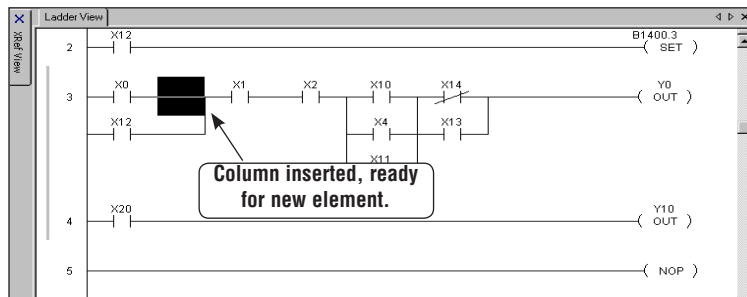 Ladder View
XRef View
X12 B1400.3
2 SET
X0 X1 X2 X10 X14 Y0
3 OUT
X12 X4 X13
X11
Column inserted, ready
for new element.
X20 Y10
4 OUT
5 NOP